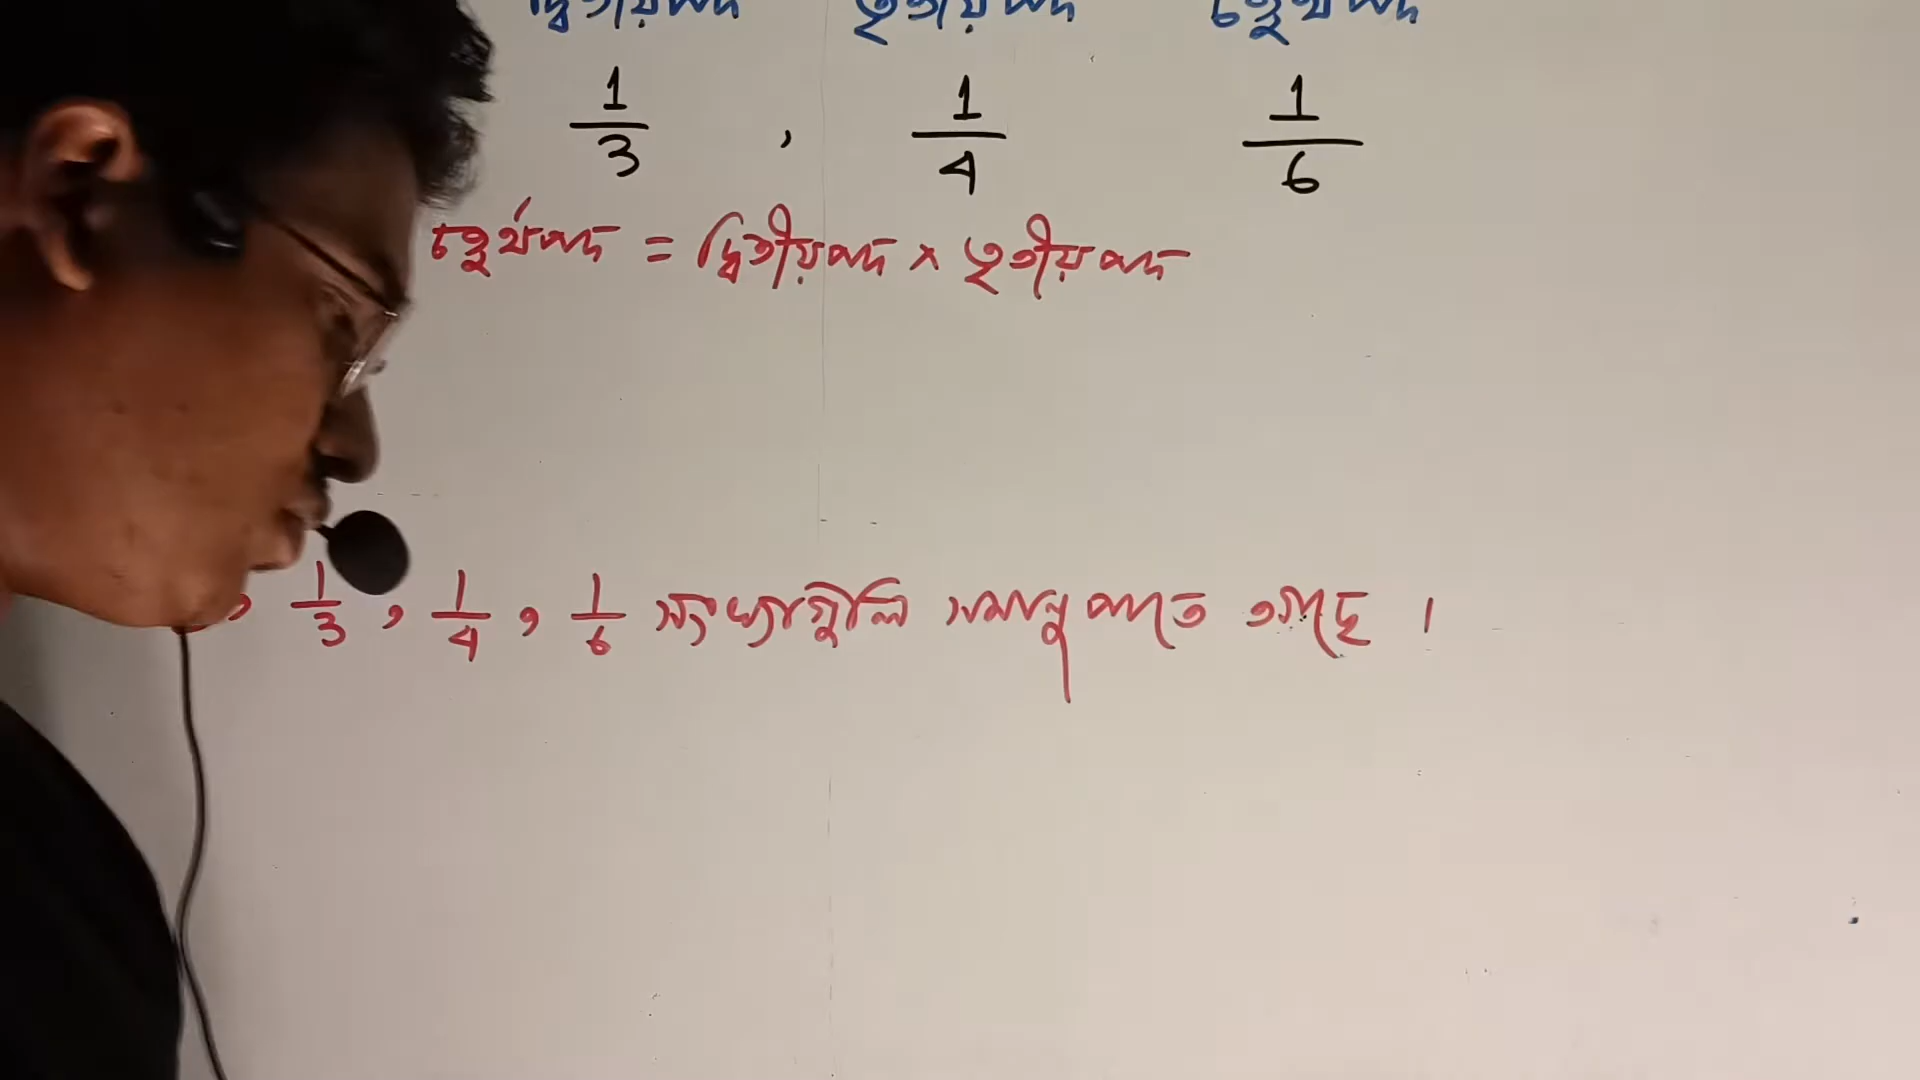 দ্বিতীয়পদ তৃতীয়পদ চতুর্থপদ
1/3 , 1/4 1/6
চতুর্থপদ = দ্বিতীয়পদ × তৃতীয়পদ
, 1/3 , 1/4 , 1/6 সংখ্যাগুলি সমানুপাতে আছে ।